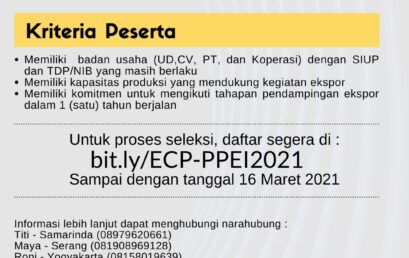 Kriteria Deserta
• Memiliki badan usaha (UD,CV, PT, dan Koperasi) dengan SIUP
dan TDP/NIB yang masih berlaku
• Memiliki kapasitas produksi yang mendukung kegiatan ekspor
• Memiliki komitmen untuk mengikuti tahapan pendampingan ekspor
dalam 1 (satu) tahun berjalan
Untuk proses seleksi, daftar segera di :
bit.ly/ECP-PPEI2021
Sampai dengan tanggal 16 Maret 2021
Informasi lebih lanjut dapat menghubungi narahubung :
Titi - Samarinda (08979620661)
Maya - Serang (081908969128)
Roni - Yogyakarta (08158019639)